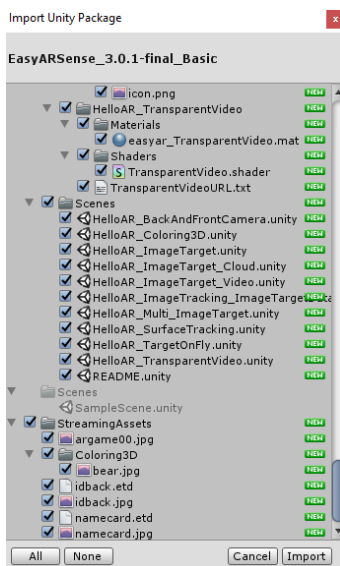 Import Unity Package
x
EasyARSense_3.0.1-final_Basic
icon.png NEW
HelloAR_TransparentVideo NEW
Materials NEW
easyar_TransparentVideo.mat NEW
Shaders NEW
S TransparentVideo.shader NEW
TransparentVideoURL.txt NEW
Scenes NEW
HelloAR_BackAndFrontCamera.unity NEW
HelloAR_Coloring3D.unity NEW
HelloAR_ImageTarget.unity NEW
HelloAR_ImageTarget_Cloud.unity NEW
HelloAR_ImageTarget_Video.unity NEW
HelloAR_ImageTracking_ImageTarget NEW ta
HelloAR_Multi_ImageTarget.unity NEW
HelloAR_SurfaceTracking.unity NEW
HelloAR_TargetOnFly.unity NEW
HelloAR_TransparentVideo.unity NEW
README.unity NEW
Scenes
SampleScene.unity
StreamingAssets NEW
argame00.jpg NEW
Coloring3D NEW
bear.jpg NEW
idback.etd NEW
idback.jpg NEW
namecard.etd NEW
namecard.jpg NEW
All None Cancel Import